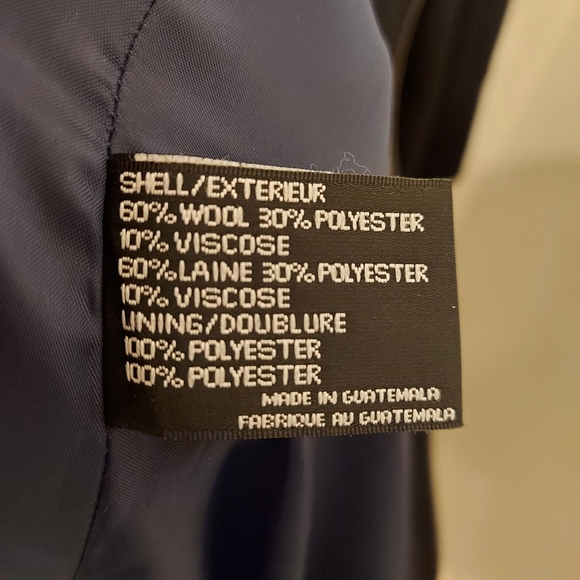 SHELL/EXTERIEUR
60% WOOL 30% POLYESTER
10% VISCOSE
60% LAINE 30% POLYESTER
10% VISCOSE
LINING/DOUBLURE
100% POLYESTER
100% POLYESTER
MADE IN GUATEMALA
FABRIQUE AU GUATEMALA